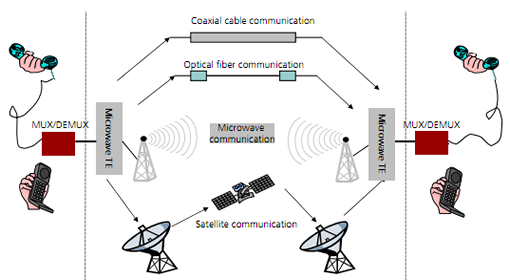 Coaxial cable communication
Optical fiber communication
MUX/DEMUX
Microwave TE
Microwave
communication
Microwave TE
MUX/DEMUX
Satellite communication